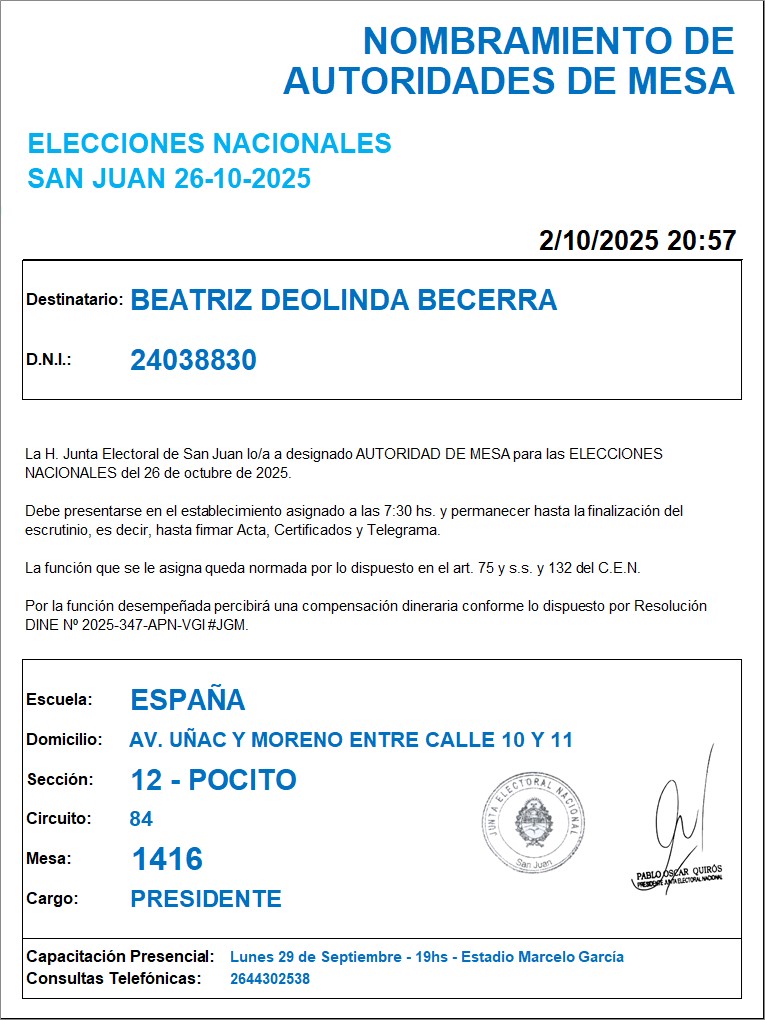 NOMBRAMIENTO DE
AUTORIDADES DE MESA
ELECCIONES NACIONALES
SAN JUAN 26-10-2025
2/10/2025 20:57
Destinatario: BEATRIZ DEOLINDA BECERRA
D.N.I.: 24038830
La H. Junta Electoral de San Juan lo/a a designado AUTORIDAD DE MESA para las ELECCIONES
NACIONALES del 26 de octubre de 2025.
Debe presentarse en el establecimiento asignado a las 7:30 hs. y permanecer hasta la finalización del
escrutinio, es decir, hasta firmar Acta, Certificados y Telegrama.
La función que se le asigna queda normada por lo dispuesto en el art. 75 y s.s. y 132 del C.E.N.
Por la función desempeñada percibirá una compensación dineraria conforme lo dispuesto por Resolución
DINE Nº 2025-347-APN-VGI#JGM.
Escuela: ESPAÑA
Domicilio: AV. UÑAC Y MORENO ENTRE CALLE 10 Y 11
Sección: 12 - POCITO
Circuito: 84
Mesa: 1416
Cargo: PRESIDENTE
JUNTA ELECTORAL NACIONAL
San Juan
PABLO OSCAR QUIRÓS
PRESIDENTE JUNTA ELECTORAL NACIONAL
Capacitación Presencial: Lunes 29 de Septiembre - 19hs - Estadio Marcelo García
Consultas Telefónicas: 2644302538